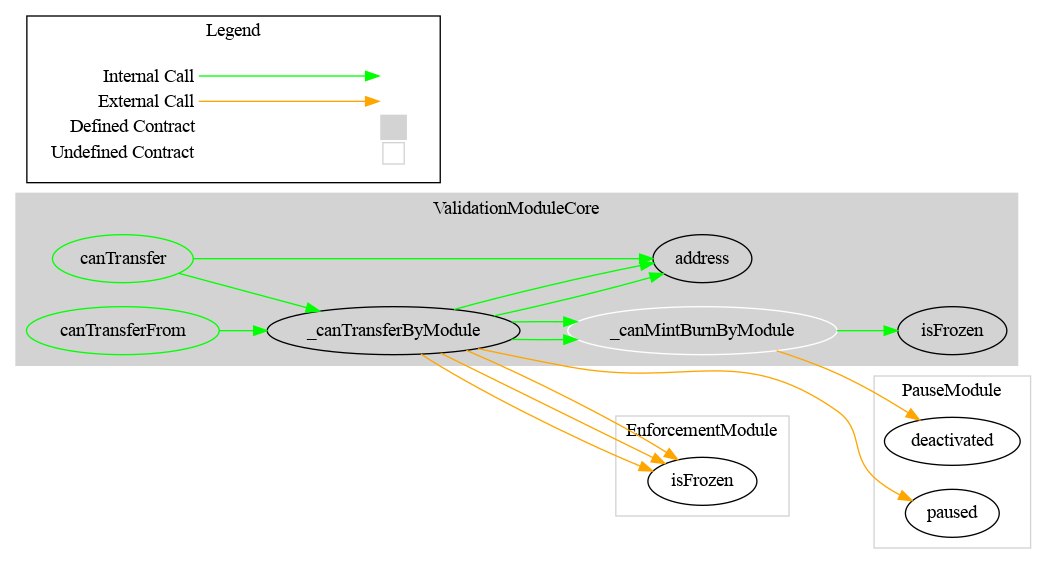 Legend
Internal Call
External Call
Defined Contract
Undefined Contract
ValidationModuleCore
canTransfer
address
canTransferFrom
_canTransferByModule
_canMintBurnByModule
isFrozen
PauseModule
EnforcementModule
deactivated
isFrozen
paused